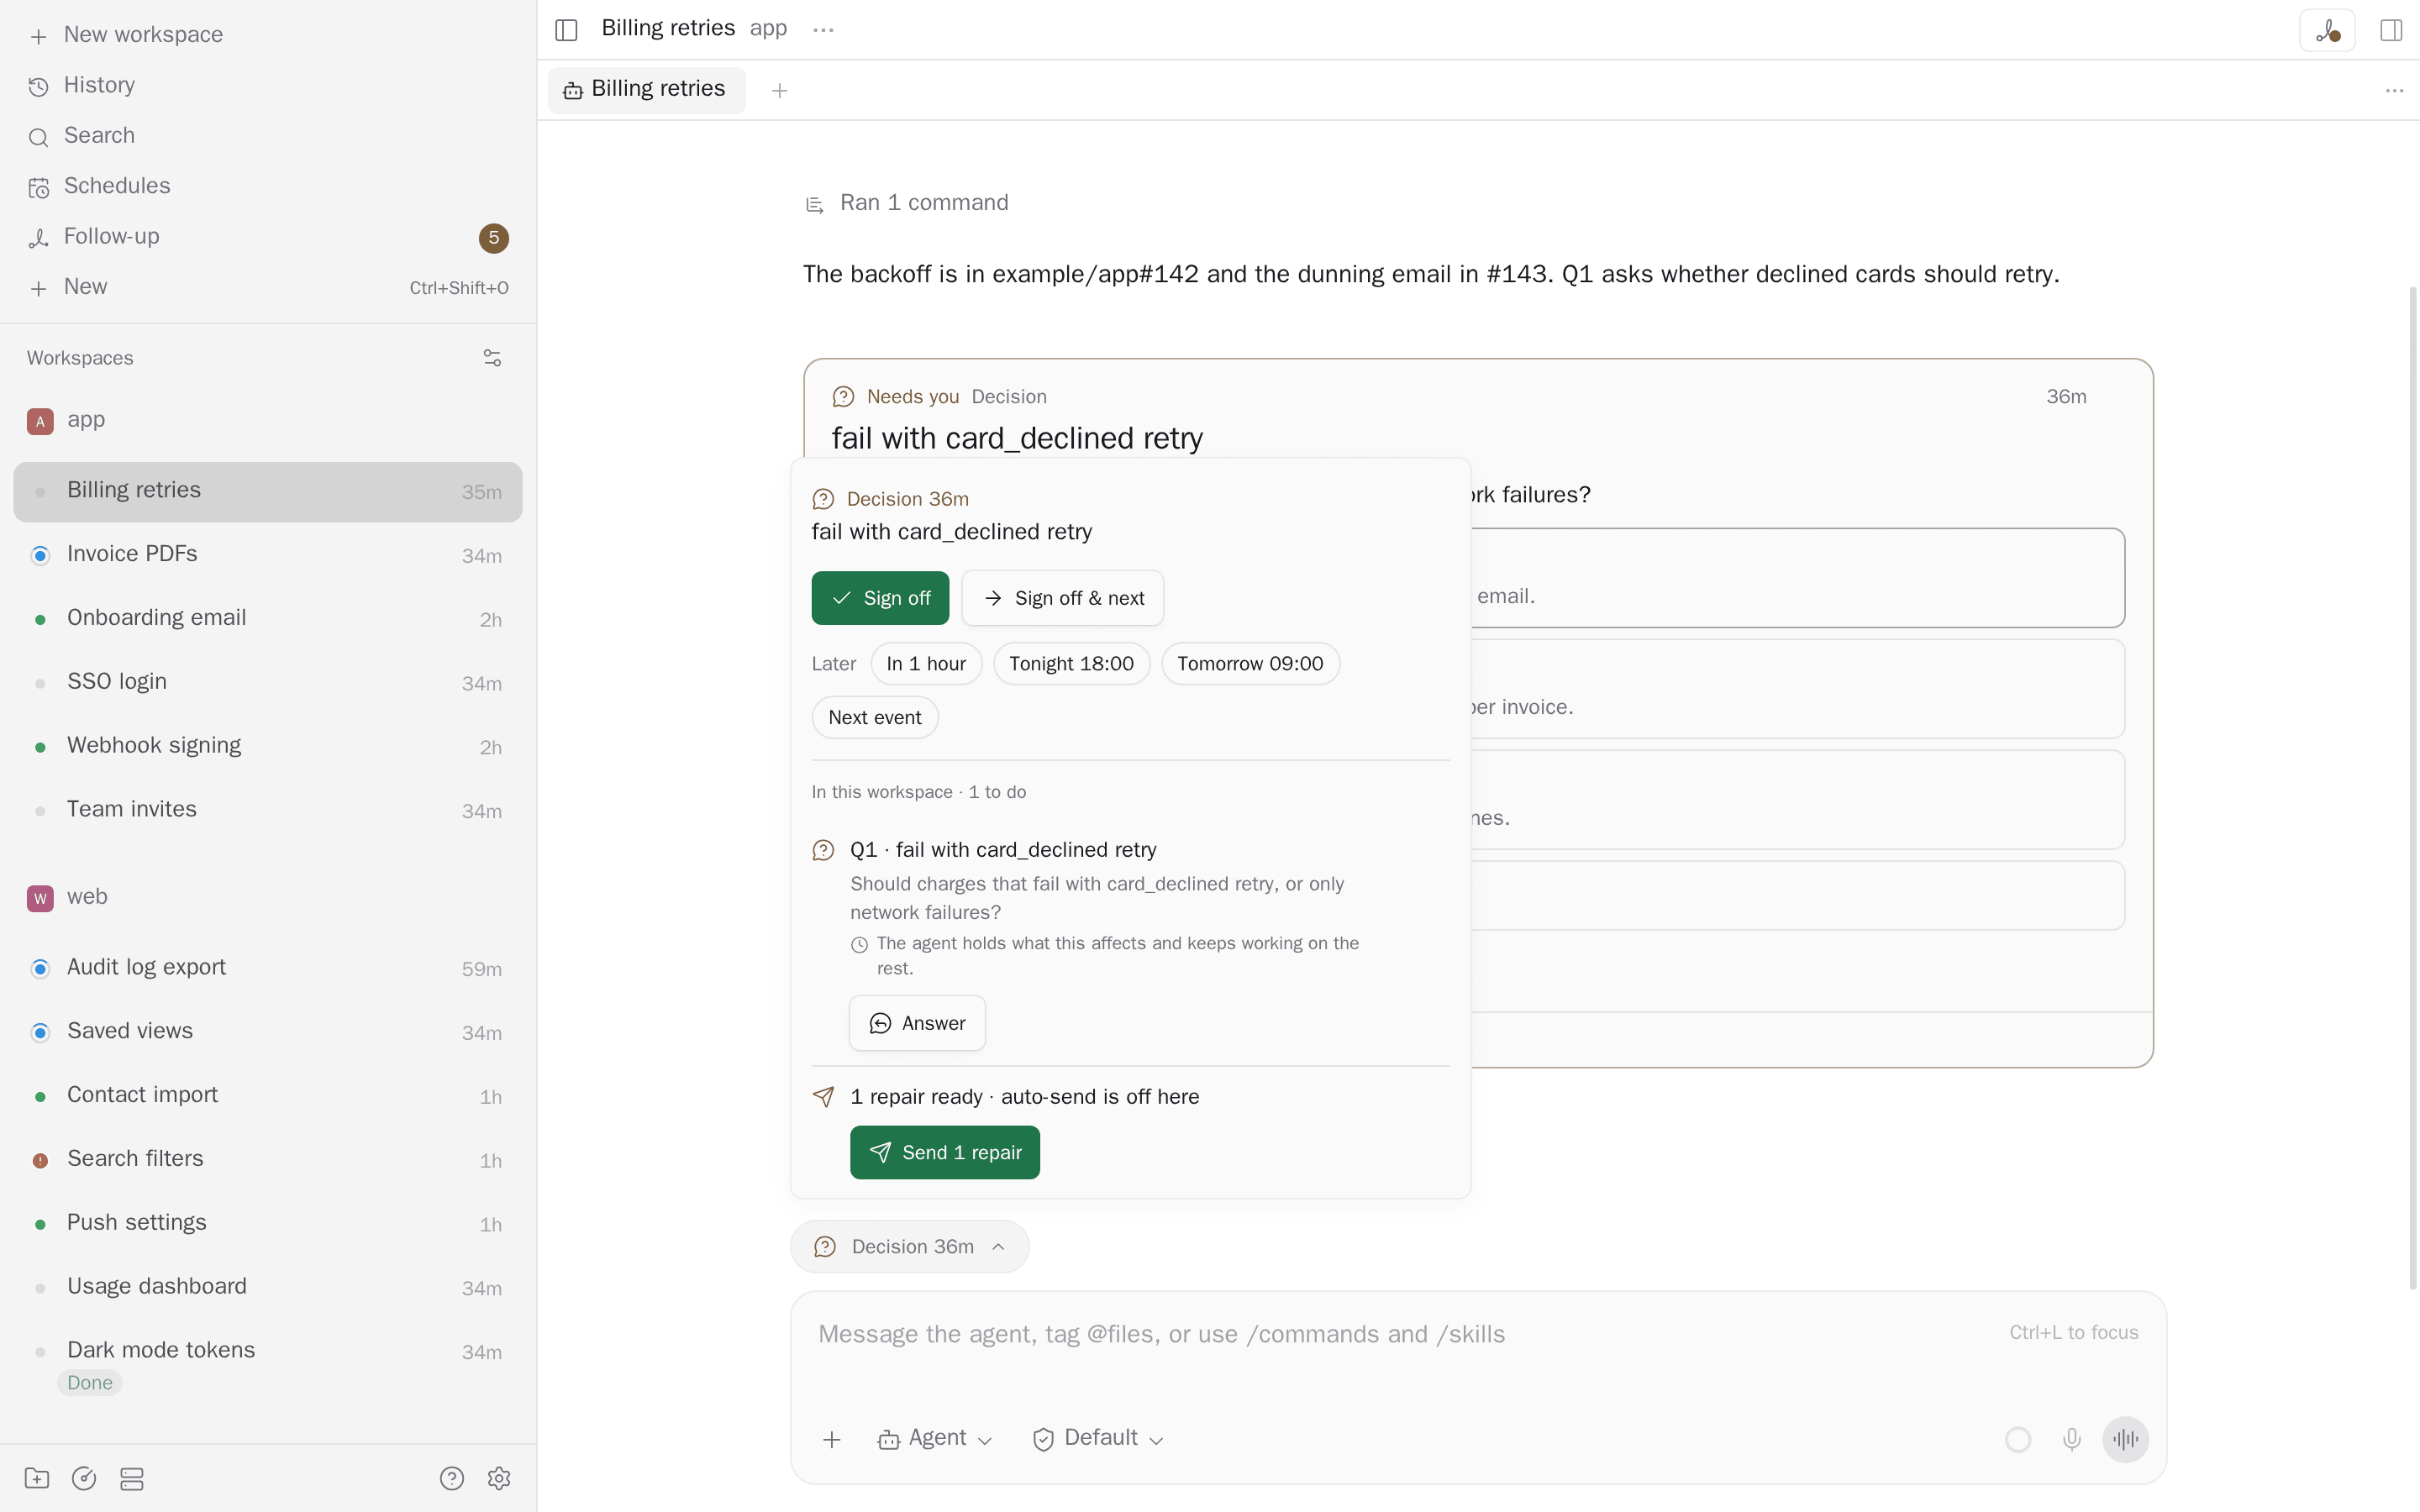 New workspace
History
Search
Schedules
Follow-up 5
New Ctrl+Shift+O
Workspaces
A app
Billing retries 35m
Invoice PDFs 34m
Onboarding email 2h
SSO login 34m
Webhook signing 2h
Team invites 34m
W web
Audit log export 59m
Saved views 34m
Contact import 1h
Search filters 1h
Push settings 1h
Usage dashboard 34m
Dark mode tokens 34m
Done
Billing retries app
Billing retries
Ran 1 command
The backoff is in example/app#142 and the dunning email in #143. Q1 asks whether declined cards should retry.
Needs you Decision 36m
fail with card_declined retry
failures?
email.
invoice.
Decision 36m
fail with card_declined retry
Sign off
Sign off & next
Later In 1 hour Tonight 18:00 Tomorrow 09:00
Next event
In this workspace · 1 to do
Q1 · fail with card_declined retry
Should charges that fail with card_declined retry, or only
network failures?
The agent holds what this affects and keeps working on the
rest.
Answer
1 repair ready · auto-send is off here
Send 1 repair
Decision 36m
Message the agent, tag @files, or use /commands and /skills
Ctrl+L to focus
Agent Default